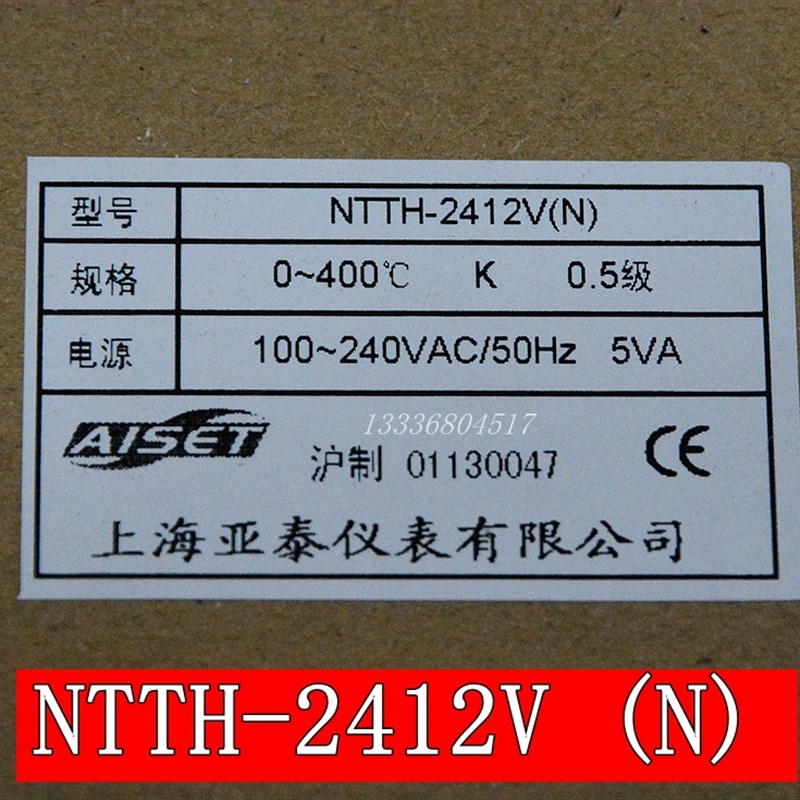 型号 NTTH-2412V(N)
规格 0~400℃ K 0.5级
电源 100~240VAC/50Hz 5VA
13336804517
AISET 沪制 01130047 CE
上海亚泰仪表有限公司
NTTH-2412V (N)